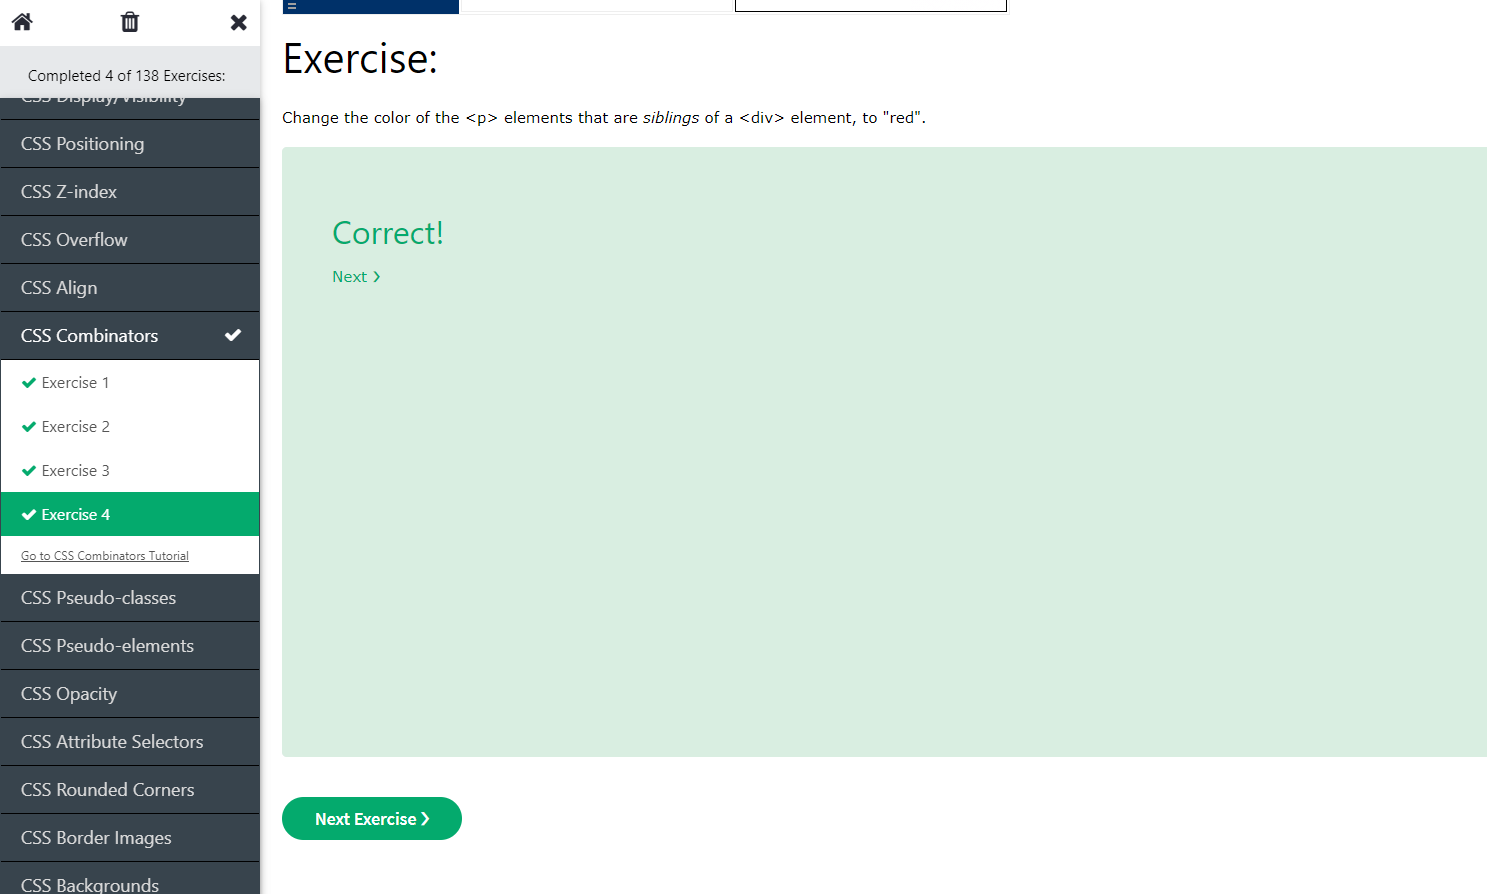 Completed 4 of 138 Exercises:
CSS Display/Visibility
CSS Positioning
CSS Z-index
CSS Overflow
CSS Align
CSS Combinators
Exercise 1
Exercise 2
Exercise 3
Exercise 4
Go to CSS Combinators Tutorial
CSS Pseudo-classes
CSS Pseudo-elements
CSS Opacity
CSS Attribute Selectors
CSS Rounded Corners
CSS Border Images
CSS Backgrounds
Exercise:
Change the color of the <p> elements that are siblings of a <div> element, to "red".
Correct!
Next ❯
Next Exercise ❯